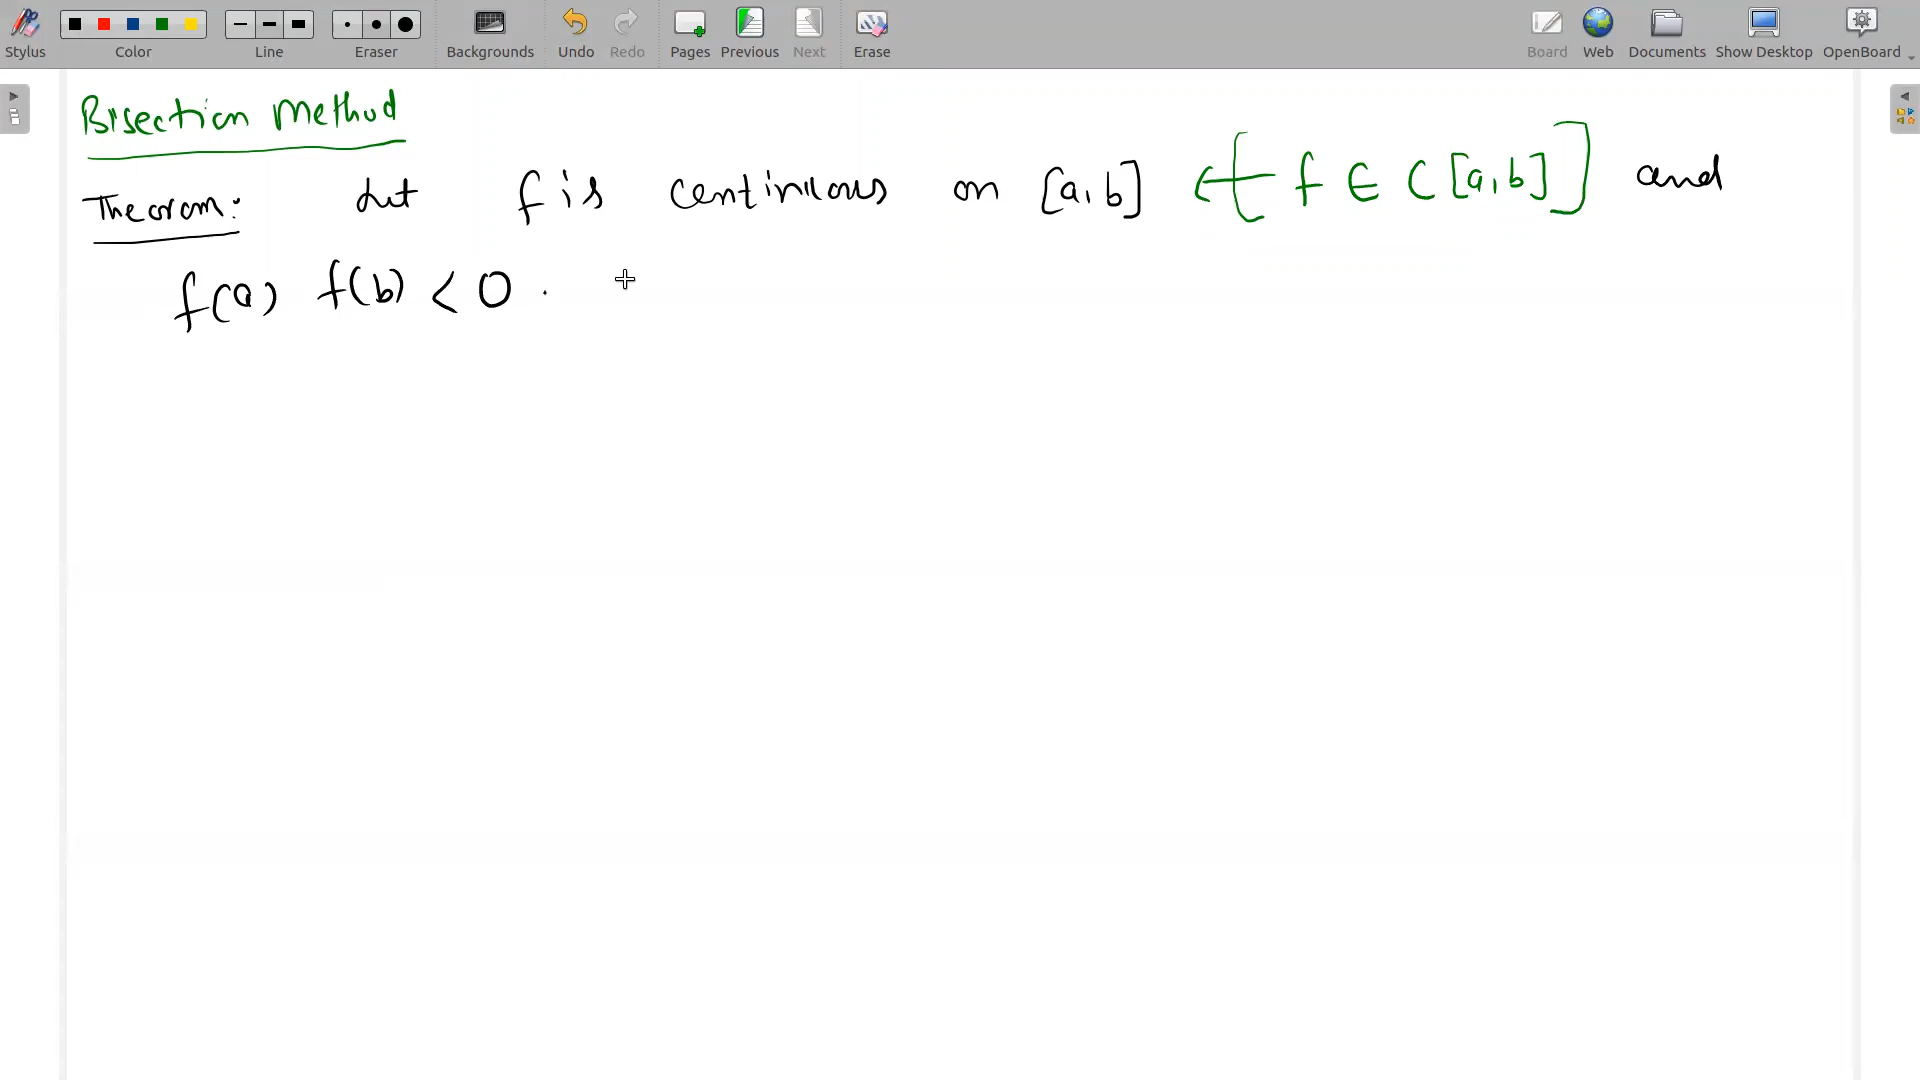 Stylus Color Line Eraser Backgrounds Undo Redo Pages Previous Next Erase Board Web Documents Show Desktop OpenBoard
Bisection Method
Theorem: Let f is continuous on [a,b] ← [ f ∈ C [a,b] ] and
f(a) f(b) < 0 .